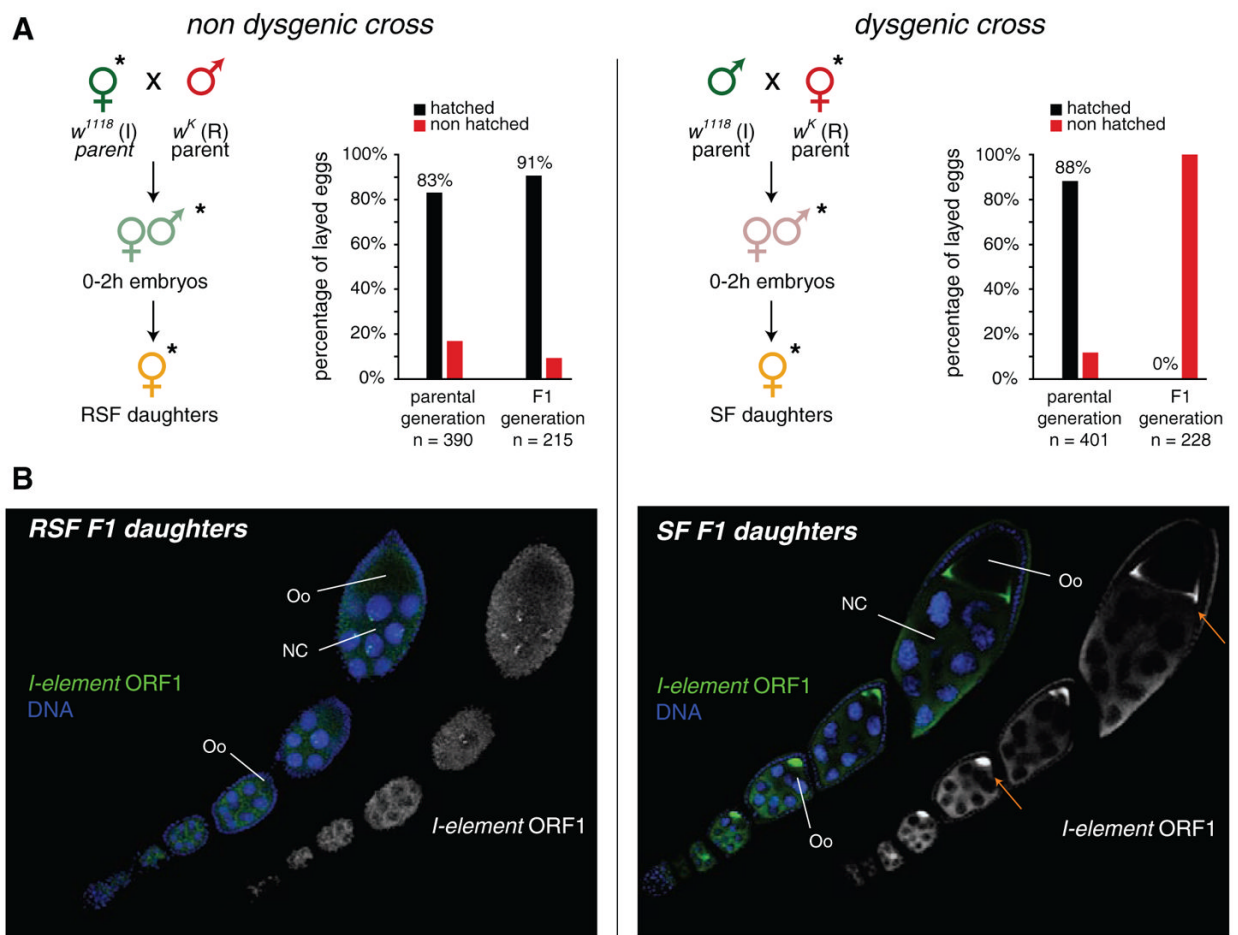 A
non dysgenic cross
* X
w1118 (I) parent
wK (R) parent
*
0-2h embryos
*
RSF daughters
hatched
non hatched
percentage of layed eggs
100%
80%
60%
40%
20%
0%
83%
91%
parental generation n = 390
F1 generation n = 215
dysgenic cross
X *
w1118 (I) parent
wK (R) parent
*
0-2h embryos
*
SF daughters
hatched
non hatched
percentage of layed eggs
100%
80%
60%
40%
20%
0%
88%
0%
parental generation n = 401
F1 generation n = 228
B
RSF F1 daughters
Oo
NC
I-element ORF1
DNA
Oo
I-element ORF1
SF F1 daughters
Oo
NC
I-element ORF1
DNA
Oo
I-element ORF1